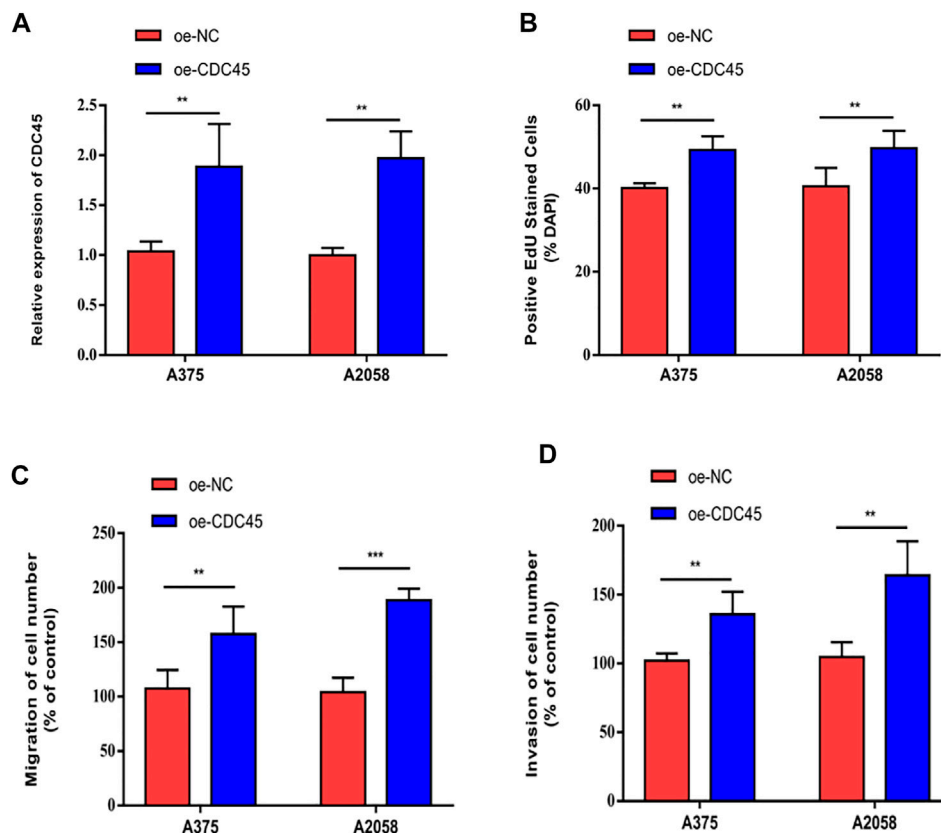 A
oe-NC
oe-CDC45
Relative expression of CDC45
2.5
2.0
1.5
1.0
0.5
0.0
**
**
A375
A2058
B
oe-NC
oe-CDC45
Positive EdU Stained Cells
(% DAPI)
60
40
20
0
**
**
A375
A2058
C
oe-NC
oe-CDC45
Migration of cell number
(% of control)
250
200
150
100
50
0
**
***
A375
A2058
D
oe-NC
oe-CDC45
Invasion of cell number
(% of control)
200
150
100
50
0
**
**
A375
A2058